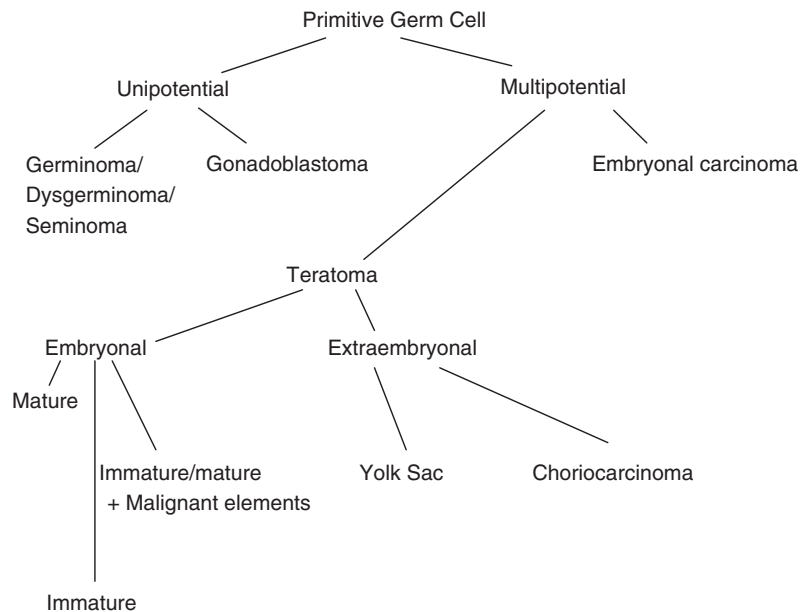 Primitive Germ Cell
Unipotential
Multipotential
Germinoma/
Dysgerminoma/
Seminoma
Gonadoblastoma
Embryonal carcinoma
Teratoma
Embryonal
Extraembryonal
Mature
Immature/mature
+ Malignant elements
Yolk Sac
Choriocarcinoma
Immature